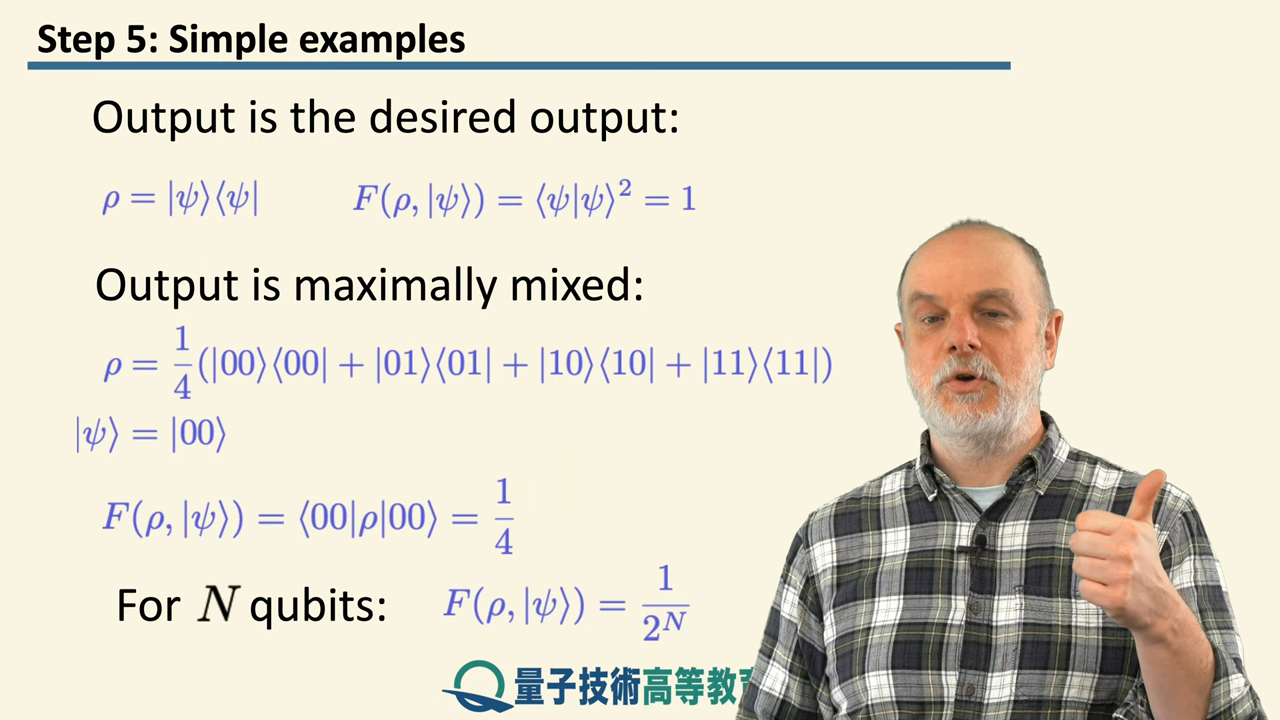 Step 5: Simple examples
Output is the desired output:
ρ = |ψ⟩⟨ψ| F(ρ, |ψ⟩) = ⟨ψ|ψ⟩² = 1
Output is maximally mixed:
ρ = 1/4(|00⟩⟨00| + |01⟩⟨01| + |10⟩⟨10| + |11⟩⟨11|)
|ψ⟩ = |00⟩
F(ρ, |ψ⟩) = ⟨00|ρ|00⟩ = 1/4
For N qubits: F(ρ, |ψ⟩) = 1/2^N
量子技術高等教